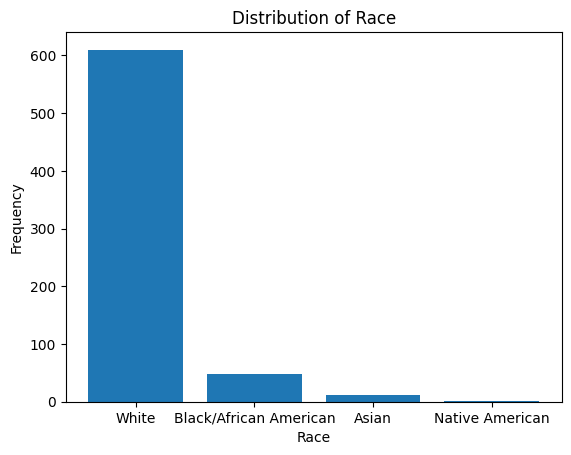 Distribution of Race
600
500
400
300
200
100
0
Frequency
White Black/African American Asian Native American
Race